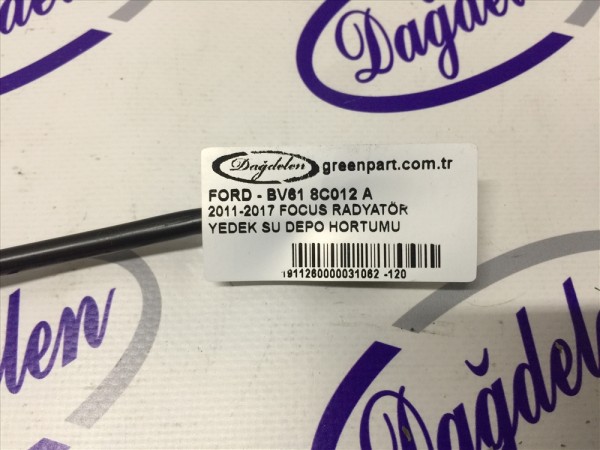 Dağdelen
Dağdelen greenpart.com.tr
FORD - BV61 8C012 A
2011-2017 FOCUS RADYATÖR
YEDEK SU DEPO HORTUMU
1911260000031062 -120
len
Dağdelen